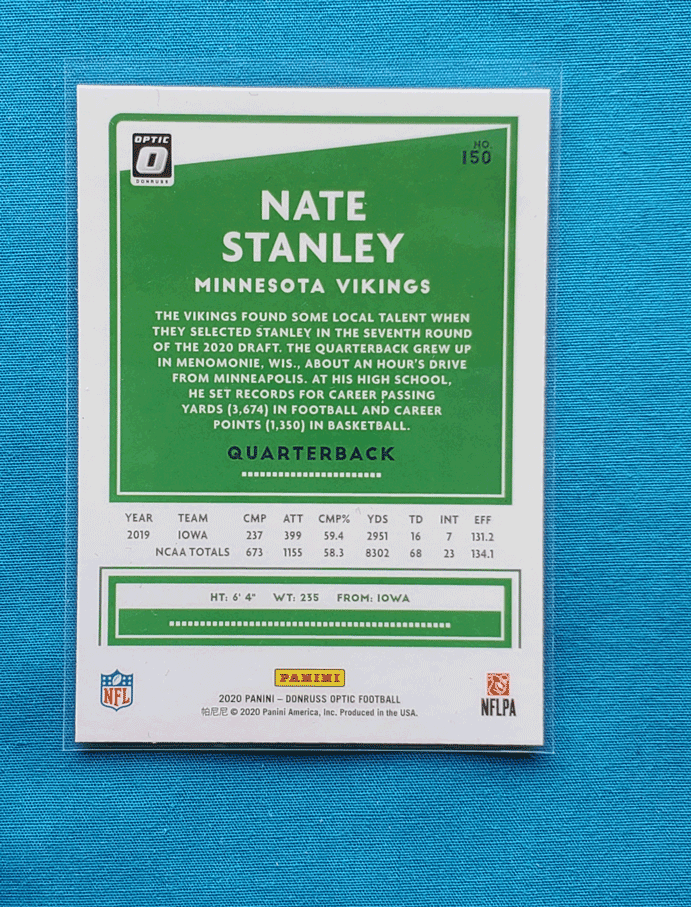 OPTIC
O
DONRUSS
NO.
150
NATE
STANLEY
MINNESOTA VIKINGS
THE VIKINGS FOUND SOME LOCAL TALENT WHEN
THEY SELECTED STANLEY IN THE SEVENTH ROUND
OF THE 2020 DRAFT. THE QUARTERBACK GREW UP
IN MENOMONIE, WIS., ABOUT AN HOUR'S DRIVE
FROM MINNEAPOLIS. AT HIS HIGH SCHOOL,
HE SET RECORDS FOR CAREER PASSING
YARDS (3,674) IN FOOTBALL AND CAREER
POINTS (1,350) IN BASKETBALL.
QUARTERBACK
YEAR TEAM CMP ATT CMP% YDS TD INT EFF
2019 IOWA 237 399 59.4 2951 16 7 131.2
NCAA TOTALS 673 1155 58.3 8302 68 23 134.1
HT: 6' 4" WT: 235 FROM: IOWA
NFL
PANINI
NFLPA
2020 PANINI – DONRUSS OPTIC FOOTBALL
帕尼尼 © 2020 Panini America, Inc. Produced in the USA.